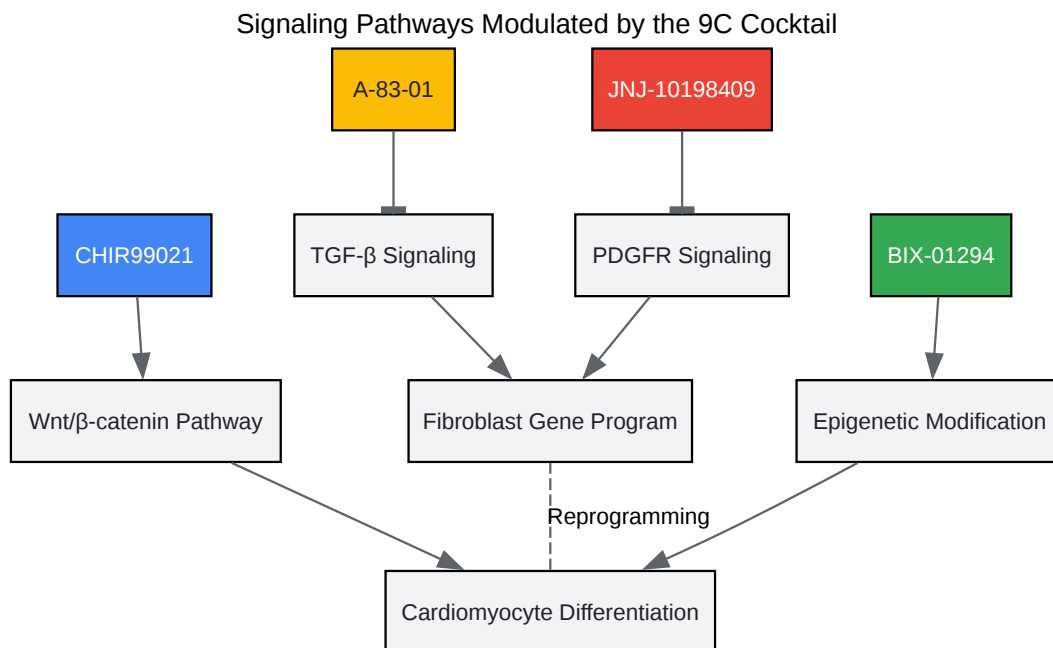 Signaling Pathways Modulated by the 9C Cocktail
A-83-01
JNJ-10198409
CHIR99021
TGF-β Signaling
PDGFR Signaling
BIX-01294
Wnt/β-catenin Pathway
Fibroblast Gene Program
Epigenetic Modification
Reprogramming
Cardiomyocyte Differentiation